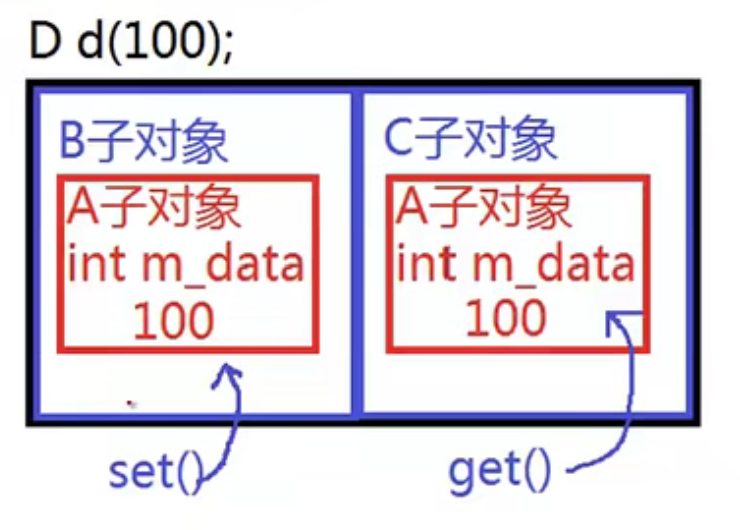 D d(100);
B子对象
A子对象
int m_data
100
C子对象
A子对象
int m_data
100
set()
get()